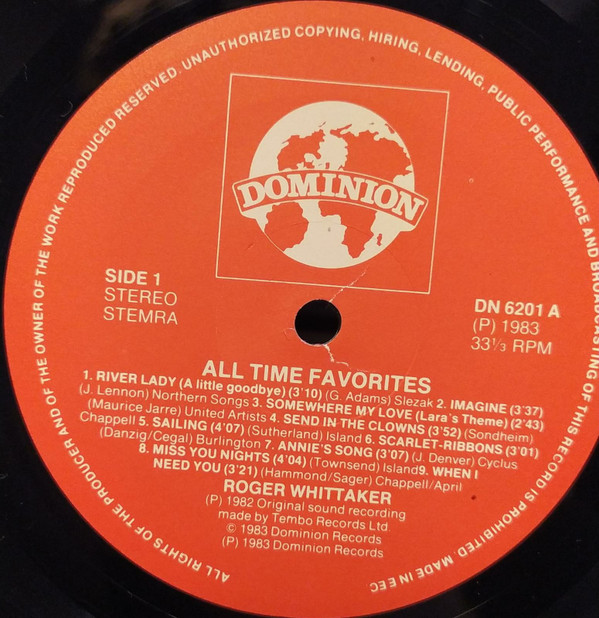 ALL RIGHTS OF THE PRODUCER AND OF THE OWNER OF THE WORK REPRODUCED RESERVED. UNAUTHORIZED COPYING, HIRING, LENDING, PUBLIC PERFORMANCE AND BROADCASTING OF THIS RECORD IS PROHIBITED. MADE IN EEC
DOMINION
SIDE 1
STEREO
STEMRA
DN 6201 A
(P) 1983
33⅓ RPM
ALL TIME FAVORITES
1. RIVER LADY (A little goodbye) (3'10) (G. Adams) Slezak 2. IMAGINE (3'37)
(J. Lennon) Northern Songs 3. SOMEWHERE MY LOVE (Lara's Theme) (2'43)
(Maurice Jarre) United Artists 4. SEND IN THE CLOWNS (3'52) (Sondheim)
Chappell 5. SAILING (4'07) (Sutherland) Island 6. SCARLET-RIBBONS (3'01)
(Danzig/Cegal) Burlington 7. ANNIE'S SONG (3'07) (J. Denver) Cyclus
8. MISS YOU NIGHTS (4'04) (Townsend) Island9. WHEN I
NEED YOU (3'21) (Hammond/Sager) Chappell/April
ROGER WHITTAKER
(P) 1982 Original sound recording
made by Tembo Records Ltd.
© 1983 Dominion Records
(P) 1983 Dominion Records